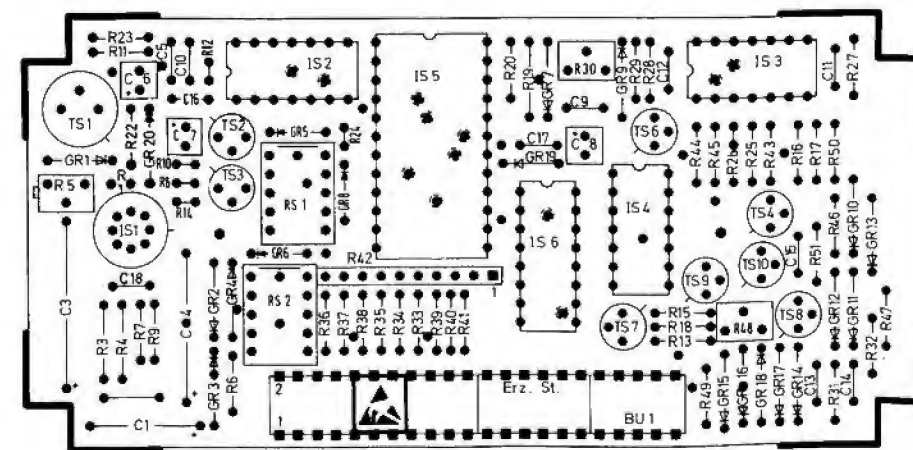 R23
R11
C5
C10
R12
C6
C16
IS2
IS5
R20
R19
GR7
R30
GR9
R29
R28
C12
C9
IS3
C11
R27
TS1
R22
GR20
C7
TS2
GR5
R24
C17
C8
GR19
TS6
R44
R45
R26
R25
R43
R16
R17
R50
GR1
R10
R6
R14
TS3
GR8
RS1
R5
IS1
IS6
IS4
TS4
R46
GR10
GR13
C15
R51
TS10
TS9
GR6
R42
1
C18
C3
C4
GR2
GR4
RS2
R3
R4
R7
R9
R36
R37
R38
R35
R34
R33
R39
R40
R41
TS7
R15
R18
R13
R48
TS8
GR12
GR11
R32
R47
GR3
R6
2
1
Erz. St.
BU1
R49
GR15
GR16
GR18
GR17
GR14
C13
R31
C14
C1